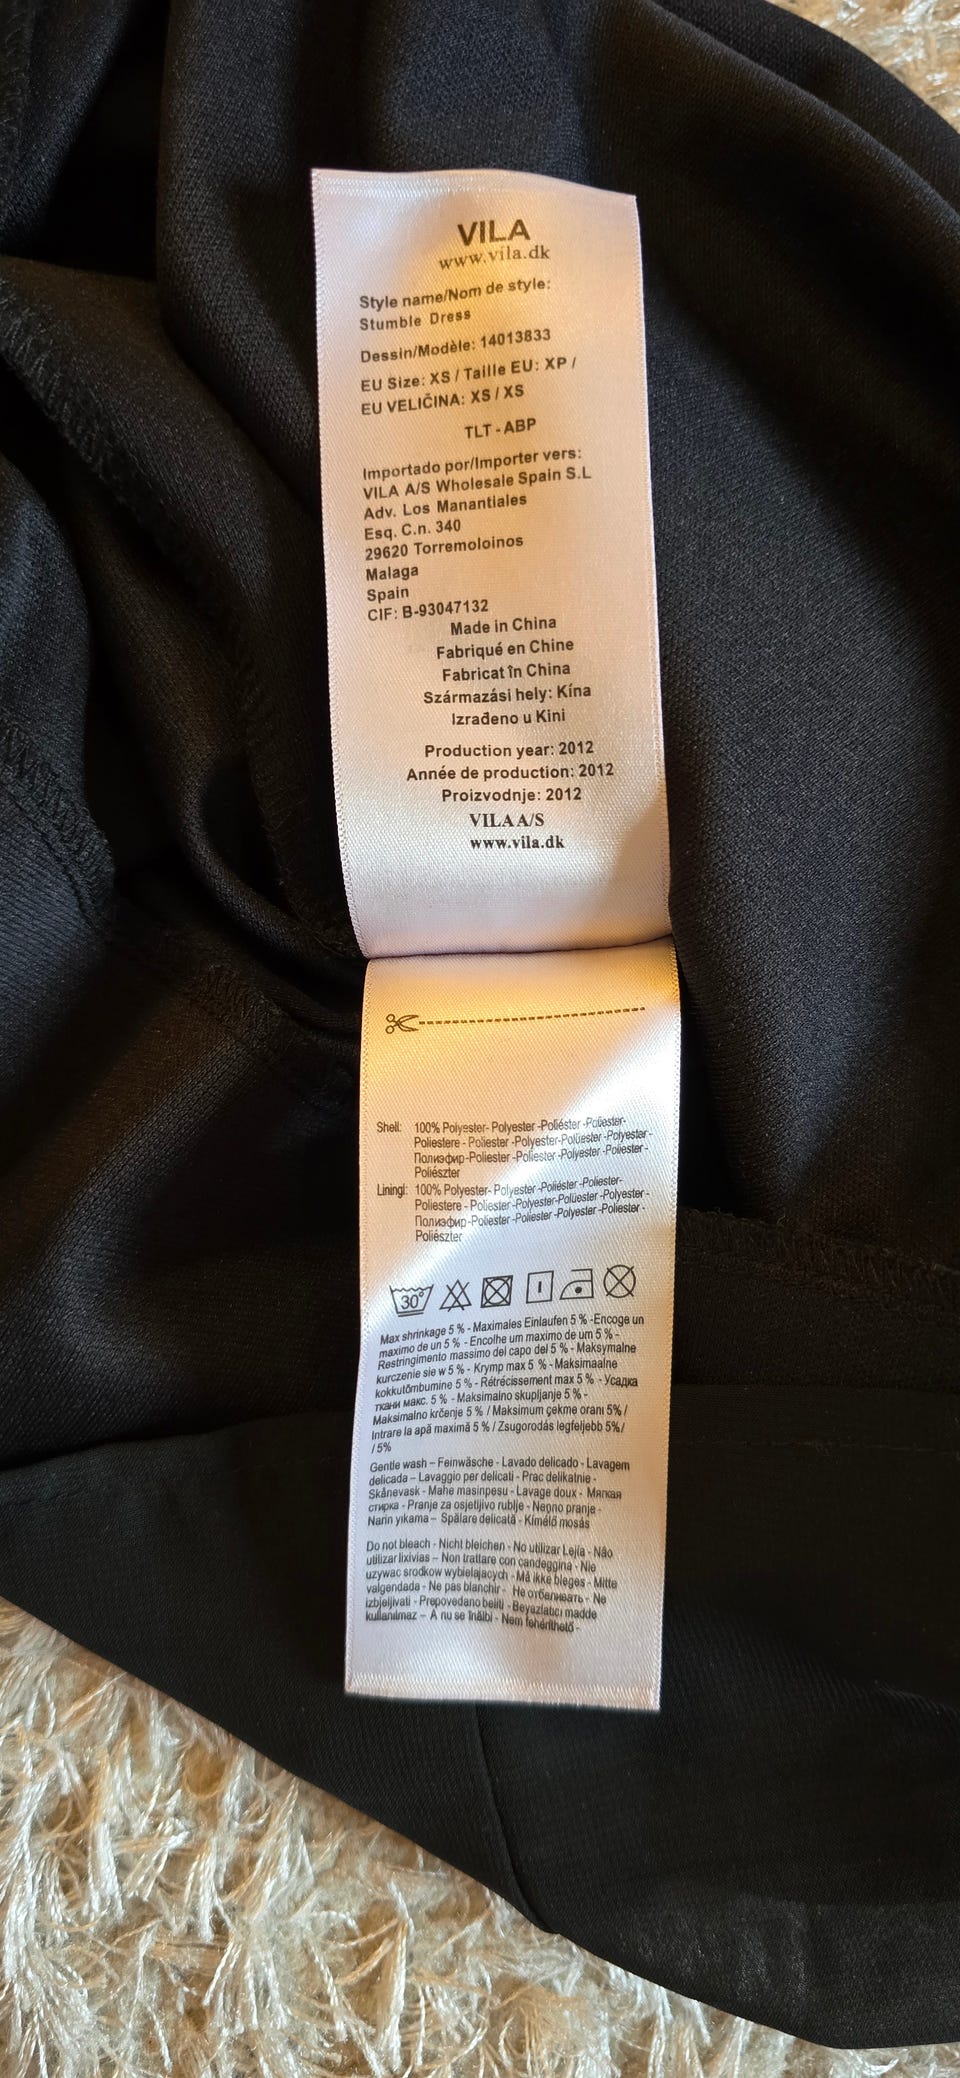 VILA
www.vila.dk
Style name/Nom de style:
Stumble Dress
Dessin/Modèle: 14013833
EU Size: XS / Taille EU: XP /
EU VELIČINA: XS / XS
TLT - ABP
Importado por/Importer vers:
VILA A/S Wholesale Spain S.L
Adv. Los Manantiales
Esq. C.n. 340
29620 Torremoloinos
Malaga
Spain
CIF: B-93047132
Made in China
Fabriqué en Chine
Fabricat în China
Származási hely: Kína
Izrađeno u Kini
Production year: 2012
Année de production: 2012
Proizvodnje: 2012
VILA A/S
www.vila.dk
Shell: 100% Polyester- Polyester -Poliéster -Poliester-
Poliestere - Poliester -Polyester-Polüester -Polyester-
Полиэфир -Poliester -Poliester -Polyester -Poliester -
Poliészter
Liningl: 100% Polyester- Polyester -Poliéster -Poliester-
Poliestere - Poliester -Polyester-Polüester -Polyester-
Полиэфир -Poliester -Poliester -Polyester -Poliester -
Poliészter
30°
Max shrinkage 5 % - Maximales Einlaufen 5 % -Encoge un
maximo de un 5 % - Encolhe um maximo de um 5 % -
Restringimento massimo del capo del 5 % - Maksymalne
kurczenie sie w 5 % - Krymp max 5 % - Maksimaalne
kokkutõmbumine 5 % - Rétrécissement max 5 % - Усадка
ткани макс. 5 % - Maksimalno skupljanje 5 % -
Maksimalno krčenje 5 % / Maksimum çekme oranı 5% /
Intrare la apă maximă 5 % / Zsugorodás legfeljebb 5%/
/ 5%
Gentle wash – Feinwäsche - Lavado delicado - Lavagem
delicada – Lavaggio per delicati - Prac delikatnie -
Skånevask - Mahe masinpesu - Lavage doux - Мягкая
стирка - Pranje za osjetljivo rublje - Nepno pranje -
Narin yıkama – Spălare delicată - Kímélő mosás
Do not bleach - Nicht bleichen - No utilizar Lejía - Não
utilizar lixivias – Non trattare con candeggina - Nie
uzywac srodkow wybielajacych - Må ikke bleges - Mitte
valgendada - Ne pas blanchir - Не отбеливать - Ne
izbjeljivati - Prepovedano beliti - Beyazlatıcı madde
kullanılmaz – A nu se înălbi - Nem fehéríthető -